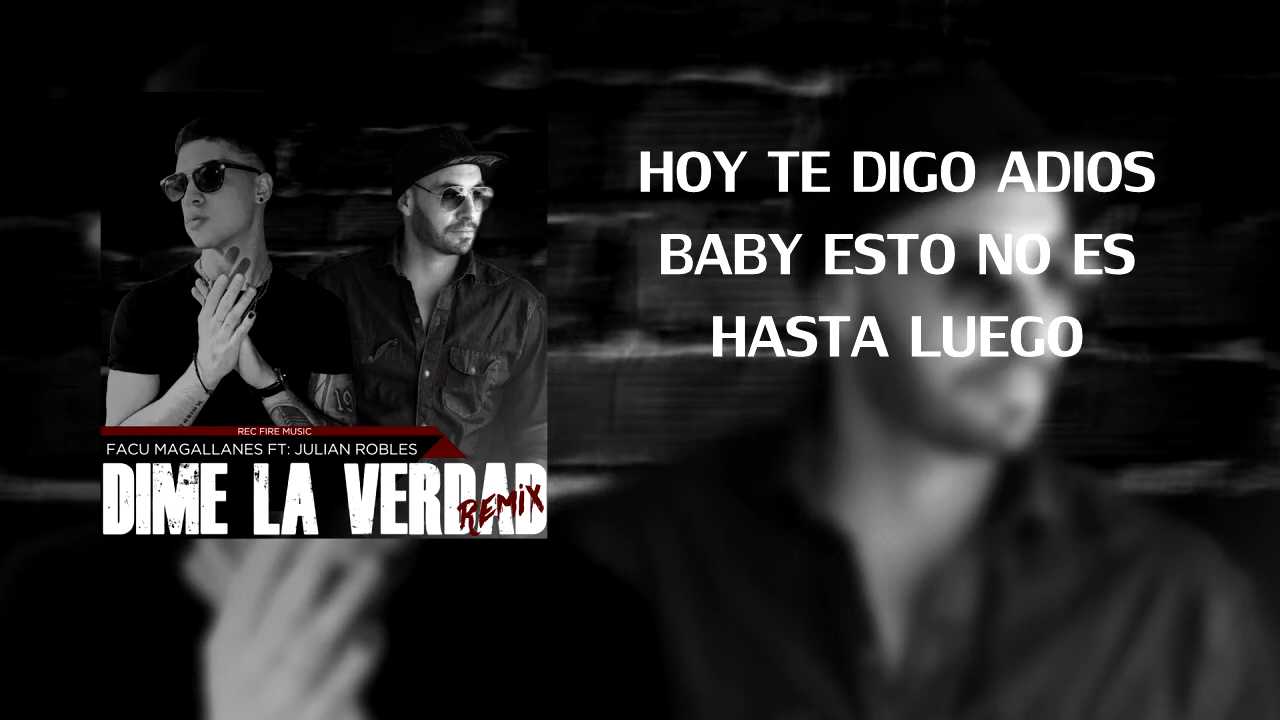 HOY TE DIGO ADIOS
BABY ESTO NO ES
HASTA LUEGO
REC FIRE MUSIC
FACU MAGALLANES FT: JULIAN ROBLES
DIME LA VERDAD
REMIX
19